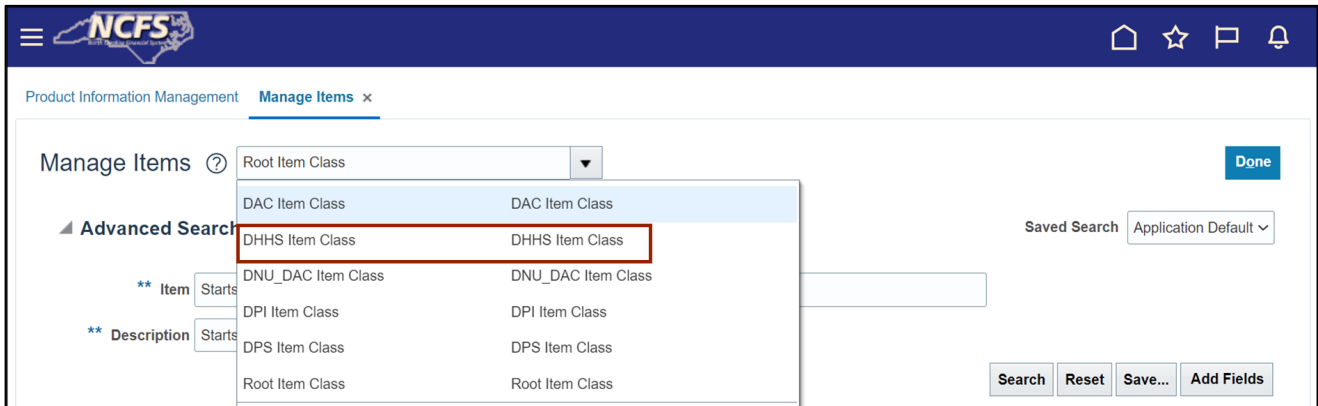 NCFS
Product Information Management Manage Items ×
Manage Items ? Root Item Class Done
DAC Item Class DAC Item Class
Advanced Search Saved Search Application Default
DHHS Item Class DHHS Item Class
DNU_DAC Item Class DNU_DAC Item Class
** Item Starts
DPI Item Class DPI Item Class
** Description Starts
DPS Item Class DPS Item Class
Root Item Class Root Item Class
Search Reset Save... Add Fields